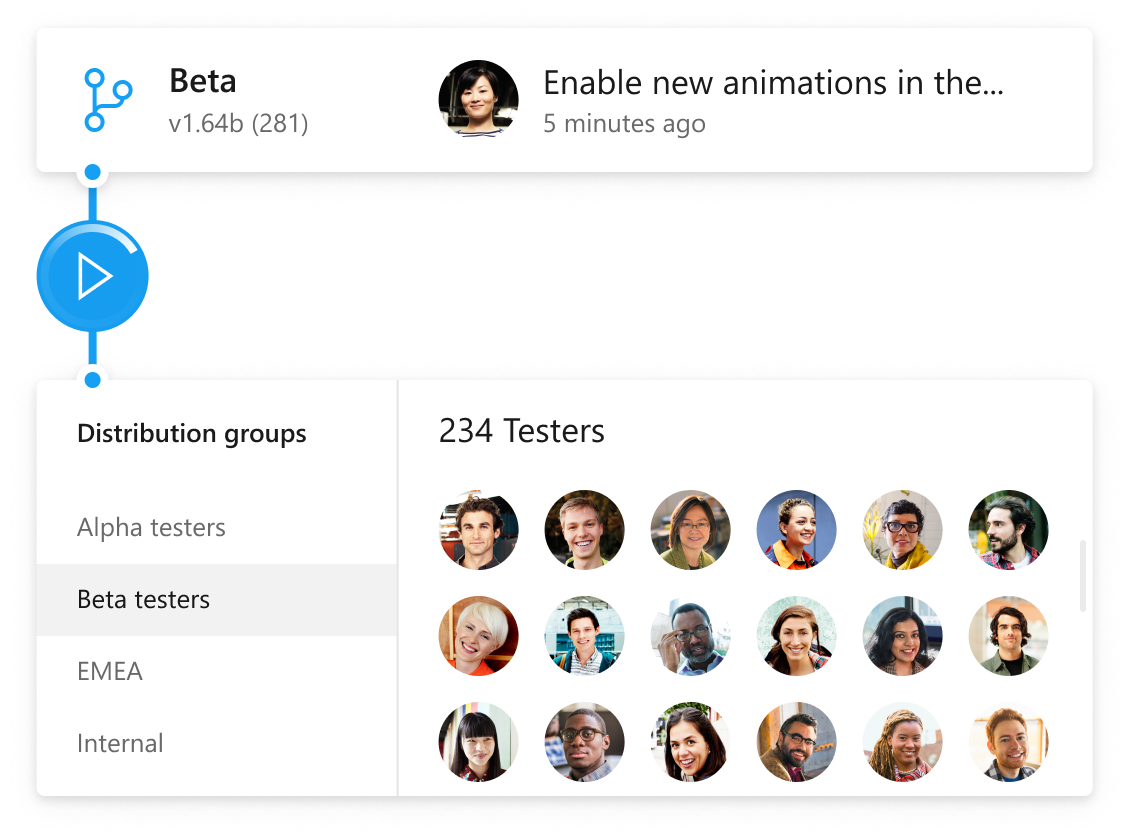 Beta
v1.64b (281)
Enable new animations in the...
5 minutes ago
Distribution groups
Alpha testers
Beta testers
EMEA
Internal
234 Testers